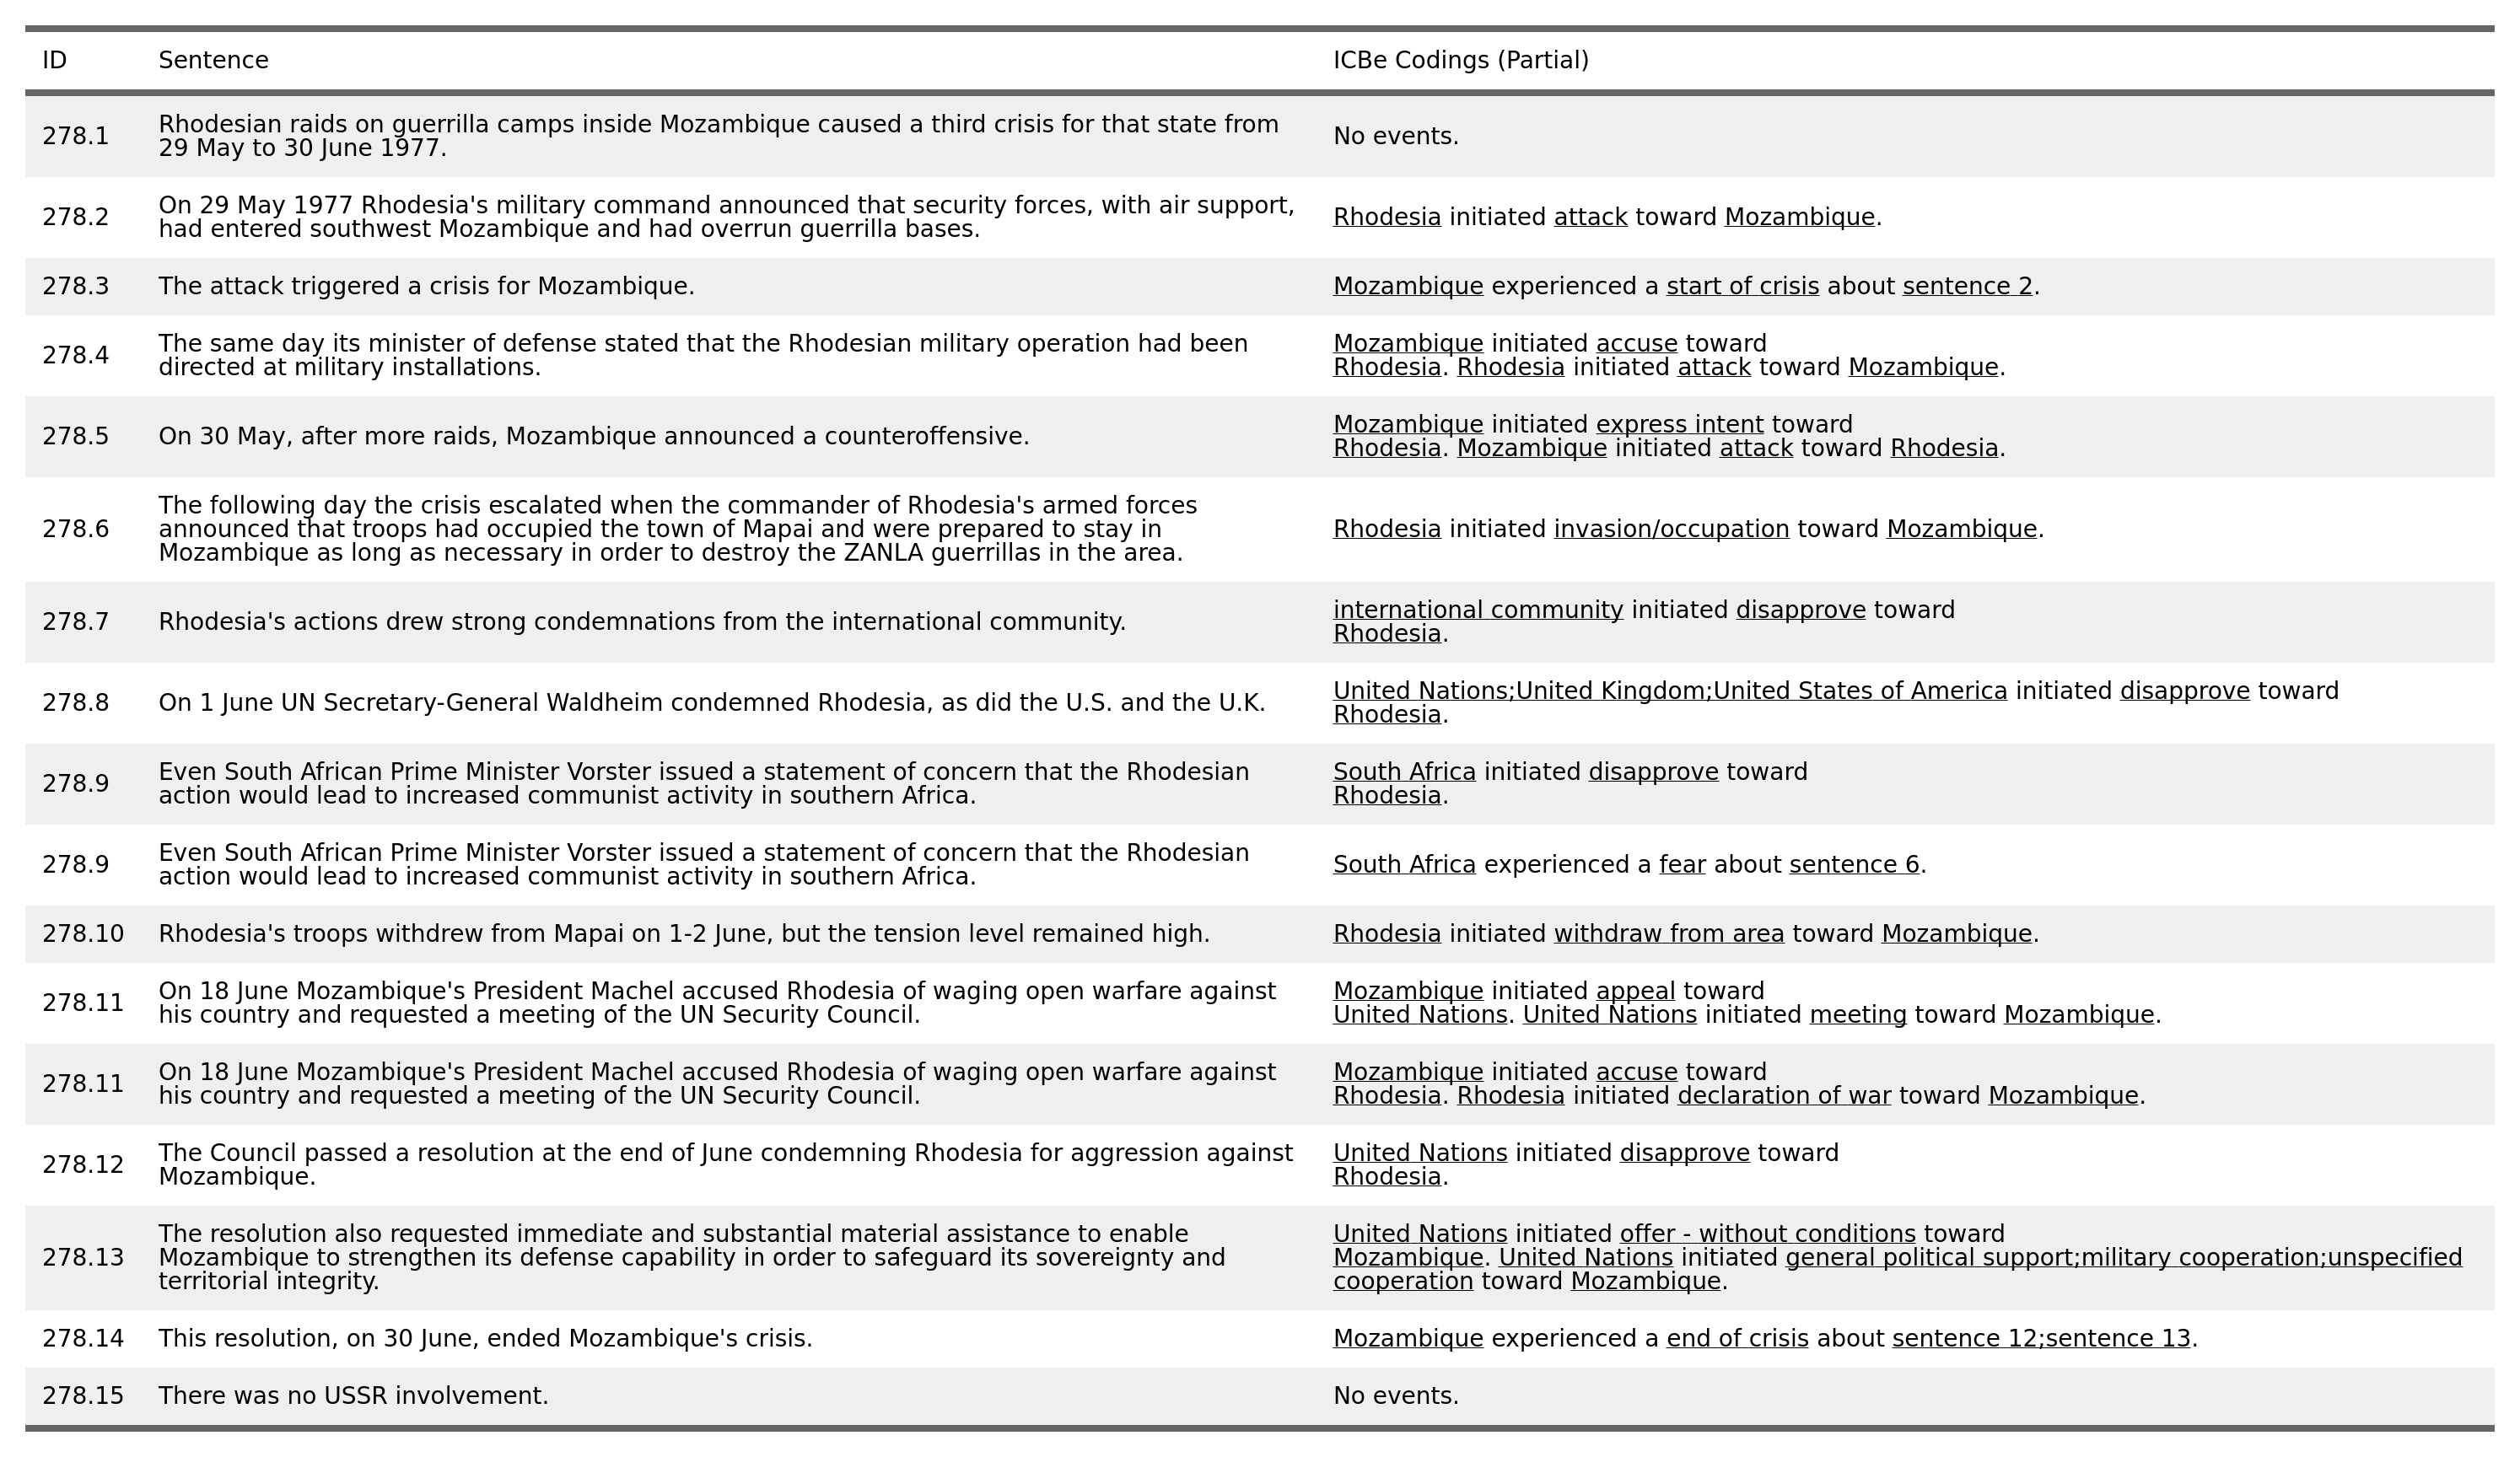 ID Sentence ICBe Codings (Partial)
278.1 Rhodesian raids on guerrilla camps inside Mozambique caused a third crisis for that state from
29 May to 30 June 1977.
No events.
278.2 On 29 May 1977 Rhodesia's military command announced that security forces, with air support,
had entered southwest Mozambique and had overrun guerrilla bases.
Rhodesia initiated attack toward Mozambique.
278.3 The attack triggered a crisis for Mozambique.
Mozambique experienced a start of crisis about sentence 2.
278.4 The same day its minister of defense stated that the Rhodesian military operation had been
directed at military installations.
Mozambique initiated accuse toward
Rhodesia. Rhodesia initiated attack toward Mozambique.
278.5 On 30 May, after more raids, Mozambique announced a counteroffensive.
Mozambique initiated express intent toward
Rhodesia. Mozambique initiated attack toward Rhodesia.
278.6 The following day the crisis escalated when the commander of Rhodesia's armed forces
announced that troops had occupied the town of Mapai and were prepared to stay in
Mozambique as long as necessary in order to destroy the ZANLA guerrillas in the area.
Rhodesia initiated invasion/occupation toward Mozambique.
278.7 Rhodesia's actions drew strong condemnations from the international community.
international community initiated disapprove toward
Rhodesia.
278.8 On 1 June UN Secretary-General Waldheim condemned Rhodesia, as did the U.S. and the U.K.
United Nations;United Kingdom;United States of America initiated disapprove toward
Rhodesia.
278.9 Even South African Prime Minister Vorster issued a statement of concern that the Rhodesian
action would lead to increased communist activity in southern Africa.
South Africa initiated disapprove toward
Rhodesia.
278.9 Even South African Prime Minister Vorster issued a statement of concern that the Rhodesian
action would lead to increased communist activity in southern Africa.
South Africa experienced a fear about sentence 6.
278.10 Rhodesia's troops withdrew from Mapai on 1-2 June, but the tension level remained high.
Rhodesia initiated withdraw from area toward Mozambique.
278.11 On 18 June Mozambique's President Machel accused Rhodesia of waging open warfare against
his country and requested a meeting of the UN Security Council.
Mozambique initiated appeal toward
United Nations. United Nations initiated meeting toward Mozambique.
278.11 On 18 June Mozambique's President Machel accused Rhodesia of waging open warfare against
his country and requested a meeting of the UN Security Council.
Mozambique initiated accuse toward
Rhodesia. Rhodesia initiated declaration of war toward Mozambique.
278.12 The Council passed a resolution at the end of June condemning Rhodesia for aggression against
Mozambique.
United Nations initiated disapprove toward
Rhodesia.
278.13 The resolution also requested immediate and substantial material assistance to enable
Mozambique to strengthen its defense capability in order to safeguard its sovereignty and
territorial integrity.
United Nations initiated offer - without conditions toward
Mozambique. United Nations initiated general political support;military cooperation;unspecified
cooperation toward Mozambique.
278.14 This resolution, on 30 June, ended Mozambique's crisis.
Mozambique experienced a end of crisis about sentence 12;sentence 13.
278.15 There was no USSR involvement.
No events.